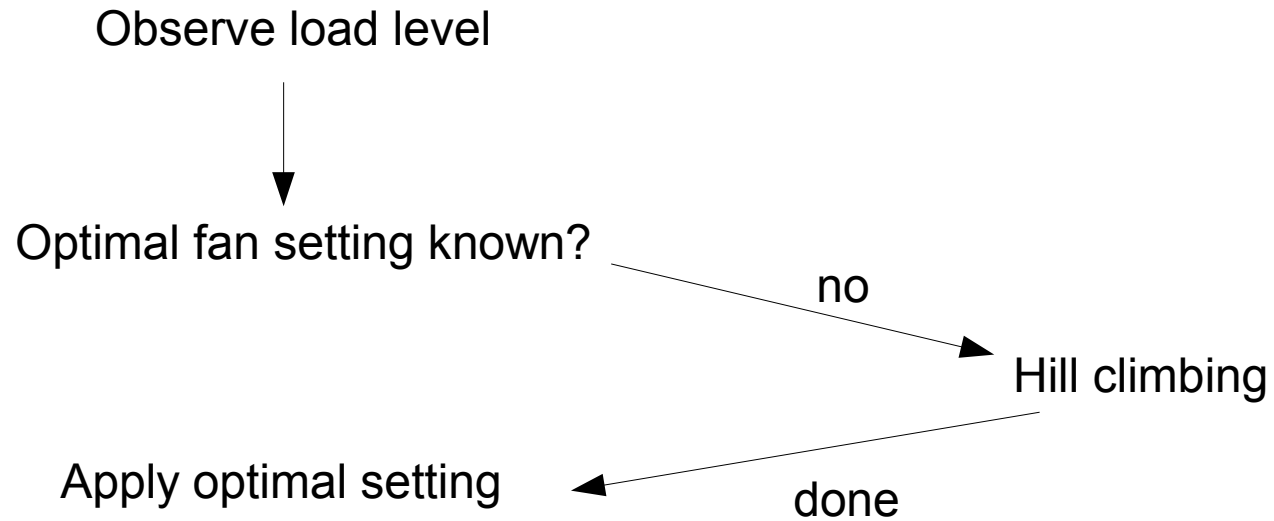 Observe load level
Optimal fan setting known?
no
Hill climbing
Apply optimal setting
done